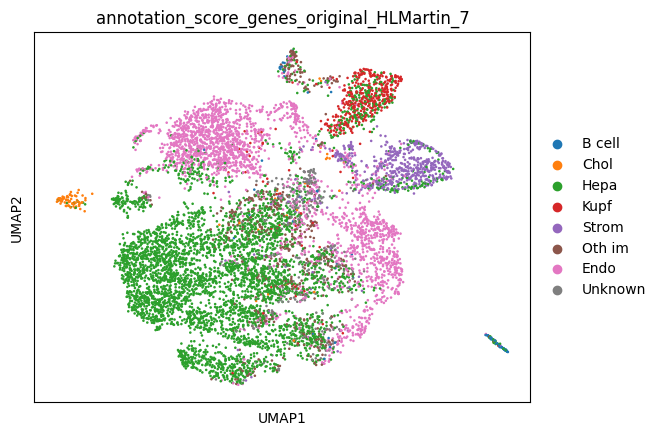 annotation_score_genes_original_HLMartin_7
UMAP2
B cell
Chol
Hepa
Kupf
Strom
Oth im
Endo
Unknown
UMAP1